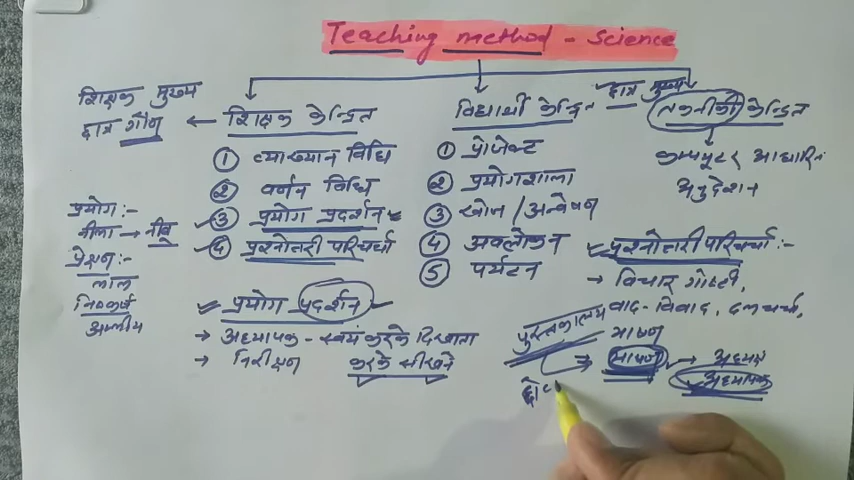 Teaching method - Science
शिक्षक मुख्य
छात्र गौण
शिक्षक केन्द्रित
① व्याख्यान विधि
② वर्णन विधि
③ प्रयोग प्रदर्शन
④ प्रश्नोतरी परिचर्चा
विद्यार्थी केन्द्रित
छात्र मुख्य
① प्रोजेक्ट
② प्रयोगशाला
③ खोज / अन्वेषण
④ अवलोकन
⑤ पर्यटन
तकनीकी केन्द्रित
कम्प्यूटर आधारित
अनुदेशन
प्रयोग :-
नीला → नींबू
प्रेक्षण :-
लाल
निष्कर्ष
अम्लीय
प्रयोग प्रदर्शन
→ अध्यापक - स्वयं करके दिखाता
→ निरीक्षण करके सीखने
प्रश्नोतरी परिचर्चा :-
→ विचार गोष्ठी,
वाद - विवाद, दलचर्चा,
भाषण
पुस्तकालय
भाषण → अध्यक्ष
अध्यापक